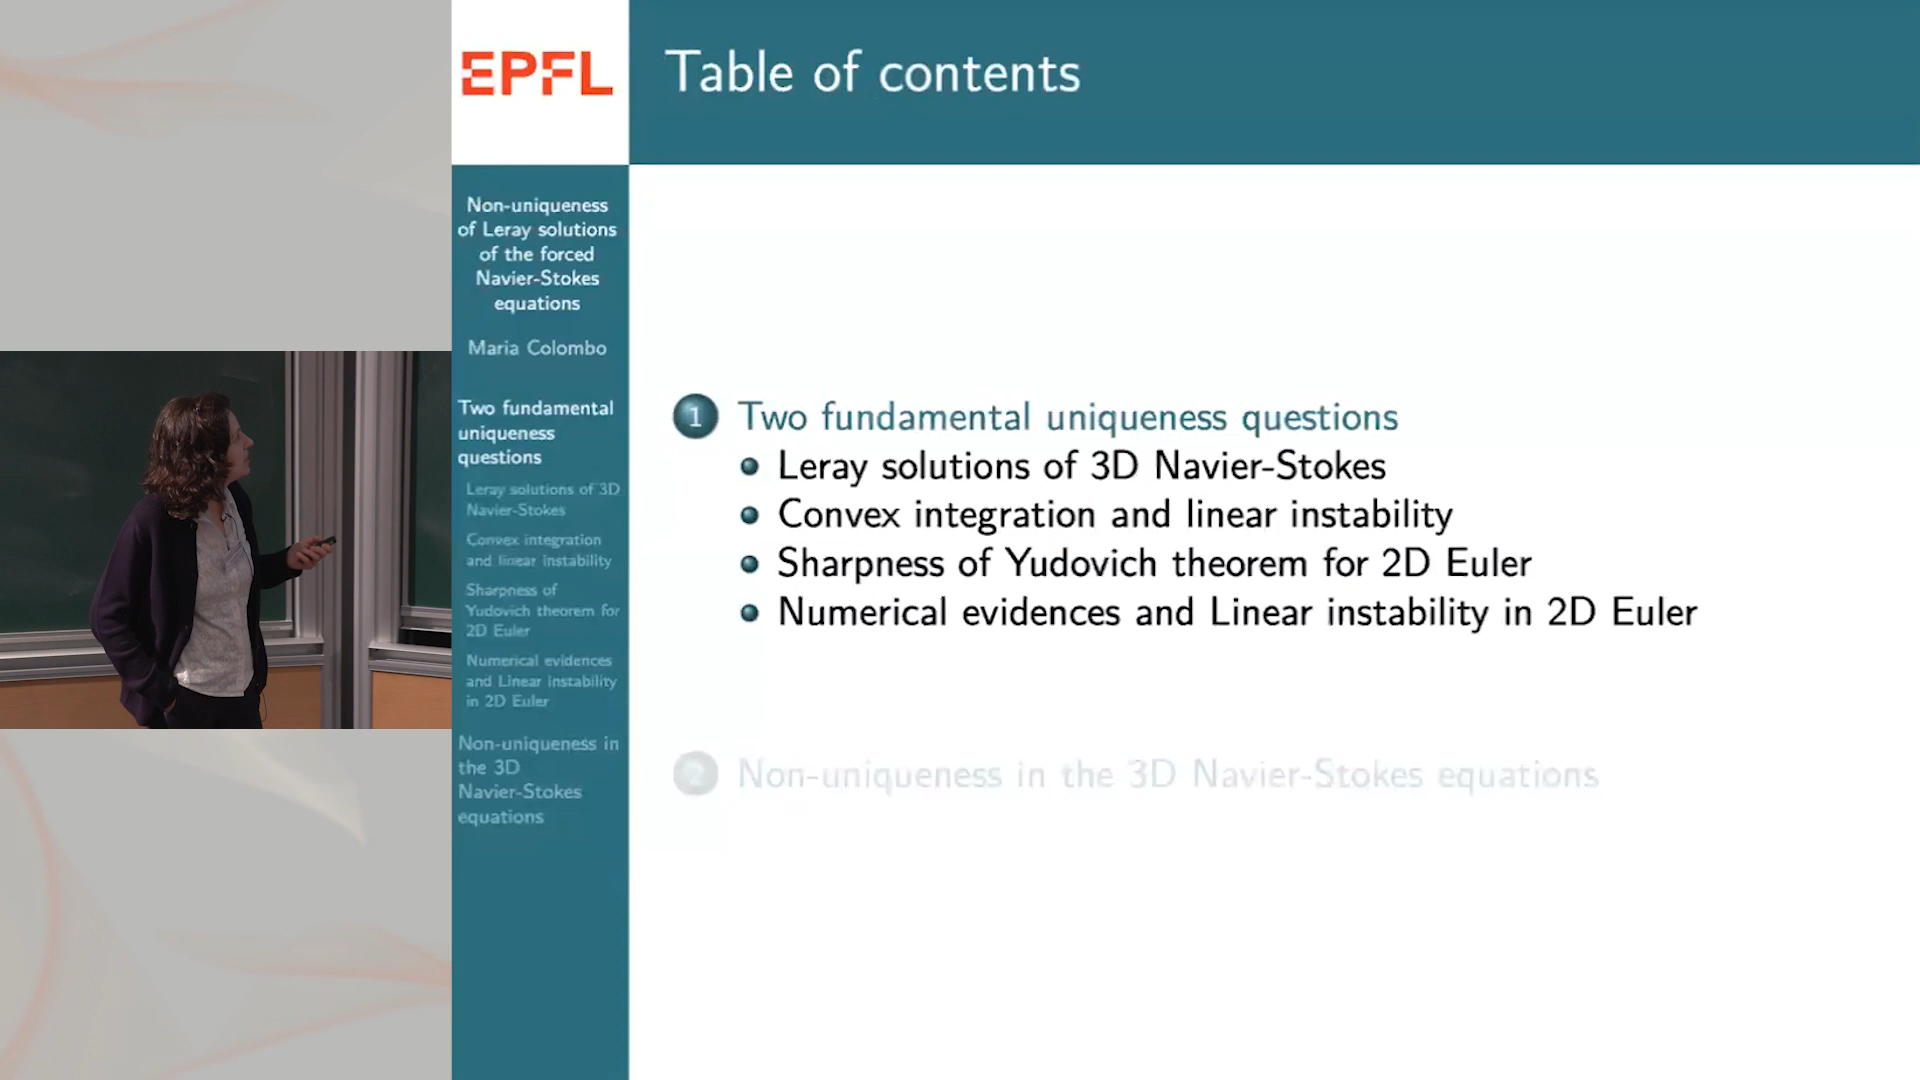 EPFL
Table of contents
Non-uniqueness
of Leray solutions
of the forced
Navier-Stokes
equations
Maria Colombo
Two fundamental
uniqueness
questions
Leray solutions of 3D
Navier-Stokes
Convex integration
and linear instability
Sharpness of
Yudovich theorem for
2D Euler
Numerical evidences
and Linear instability
in 2D Euler
Non-uniqueness in
the 3D
Navier-Stokes
equations
1 Two fundamental uniqueness questions
Leray solutions of 3D Navier-Stokes
Convex integration and linear instability
Sharpness of Yudovich theorem for 2D Euler
Numerical evidences and Linear instability in 2D Euler
2 Non-uniqueness in the 3D Navier-Stokes equations